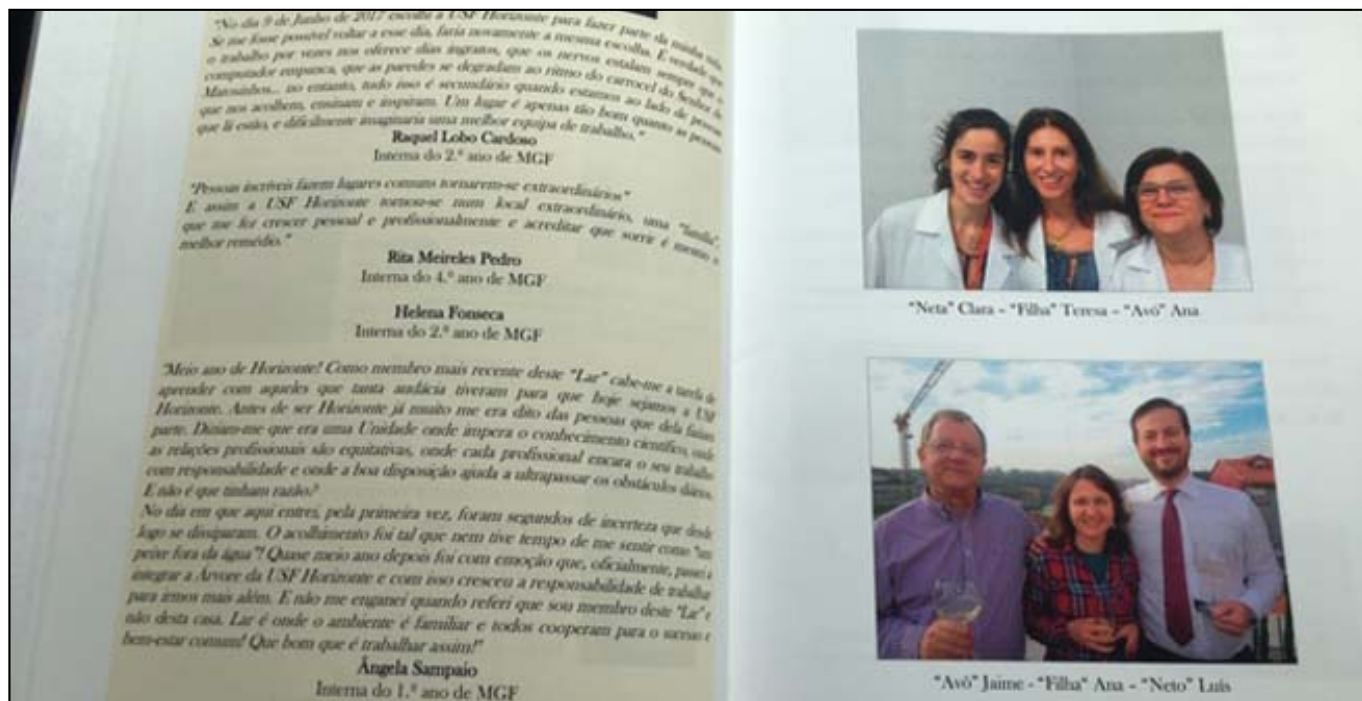 "No dia 9 de Junho de 2017 escolhi a USF Horizonte para fazer parte da minha vida.
Se me fosse possível voltar a esse dia, faria novamente a mesma escolha. É verdade que
o trabalho por vezes nos oferece dias ingratos, que os nervos estalam sempre que o
computador empanca, que as paredes se degradam ao ritmo do carrocel do Senhor de
Matosinhos... no entanto, tudo isso é secundário quando estamos ao lado de pessoas
que nos acolhem, ensinam e inspiram. Um lugar é apenas tão bom quanto as pessoas
que lá estão, e dificilmente imaginaria uma melhor equipa de trabalho."
Raquel Lobo Cardoso
Interna do 2.º ano de MGF
"Pessoas incríveis fazem lugares comuns tornarem-se extraordinários"
E assim a USF Horizonte tornou-se num local extraordinário, uma "família",
que me fez crescer pessoal e profissionalmente e acreditar que sorrir é mesmo o
melhor remédio."
Rita Meireles Pedro
Interna do 4.º ano de MGF
Helena Fonseca
Interna do 2.º ano de MGF
"Meio ano de Horizonte! Como membro mais recente deste "Lar" cabe-me a tarefa de
aprender com aqueles que tanta audácia tiveram para que hoje sejamos a USF
Horizonte. Antes de ser Horizonte já muito me era dito das pessoas que dela faziam
parte. Diziam-me que era uma Unidade onde impera o conhecimento científico, onde
as relações profissionais são equitativas, onde cada profissional encara o seu trabalho
com responsabilidade e onde a boa disposição ajuda a ultrapassar os obstáculos diários.
E não é que tinham razão?
No dia em que aqui entrei, pela primeira vez, foram segundos de incerteza que desde
logo se dissiparam. O acolhimento foi tal que nem tive tempo de me sentir como "um
peixe fora da água"! Quase meio ano depois foi com emoção que, oficialmente, passei a
integrar a Árvore da USF Horizonte e com isso cresceu a responsabilidade de trabalhar
para irmos mais além. E não me enganei quando referi que sou membro deste "Lar" e
não desta casa. Lar é onde o ambiente é familiar e todos cooperam para o sucesso e
bem-estar comum! Que bom que é trabalhar assim!"
Ângela Sampaio
Interna do 1.º ano de MGF
"Neta" Clara – "Filha" Teresa – "Avó" Ana
"Avô" Jaime - "Filha" Ana – "Neto" Luís